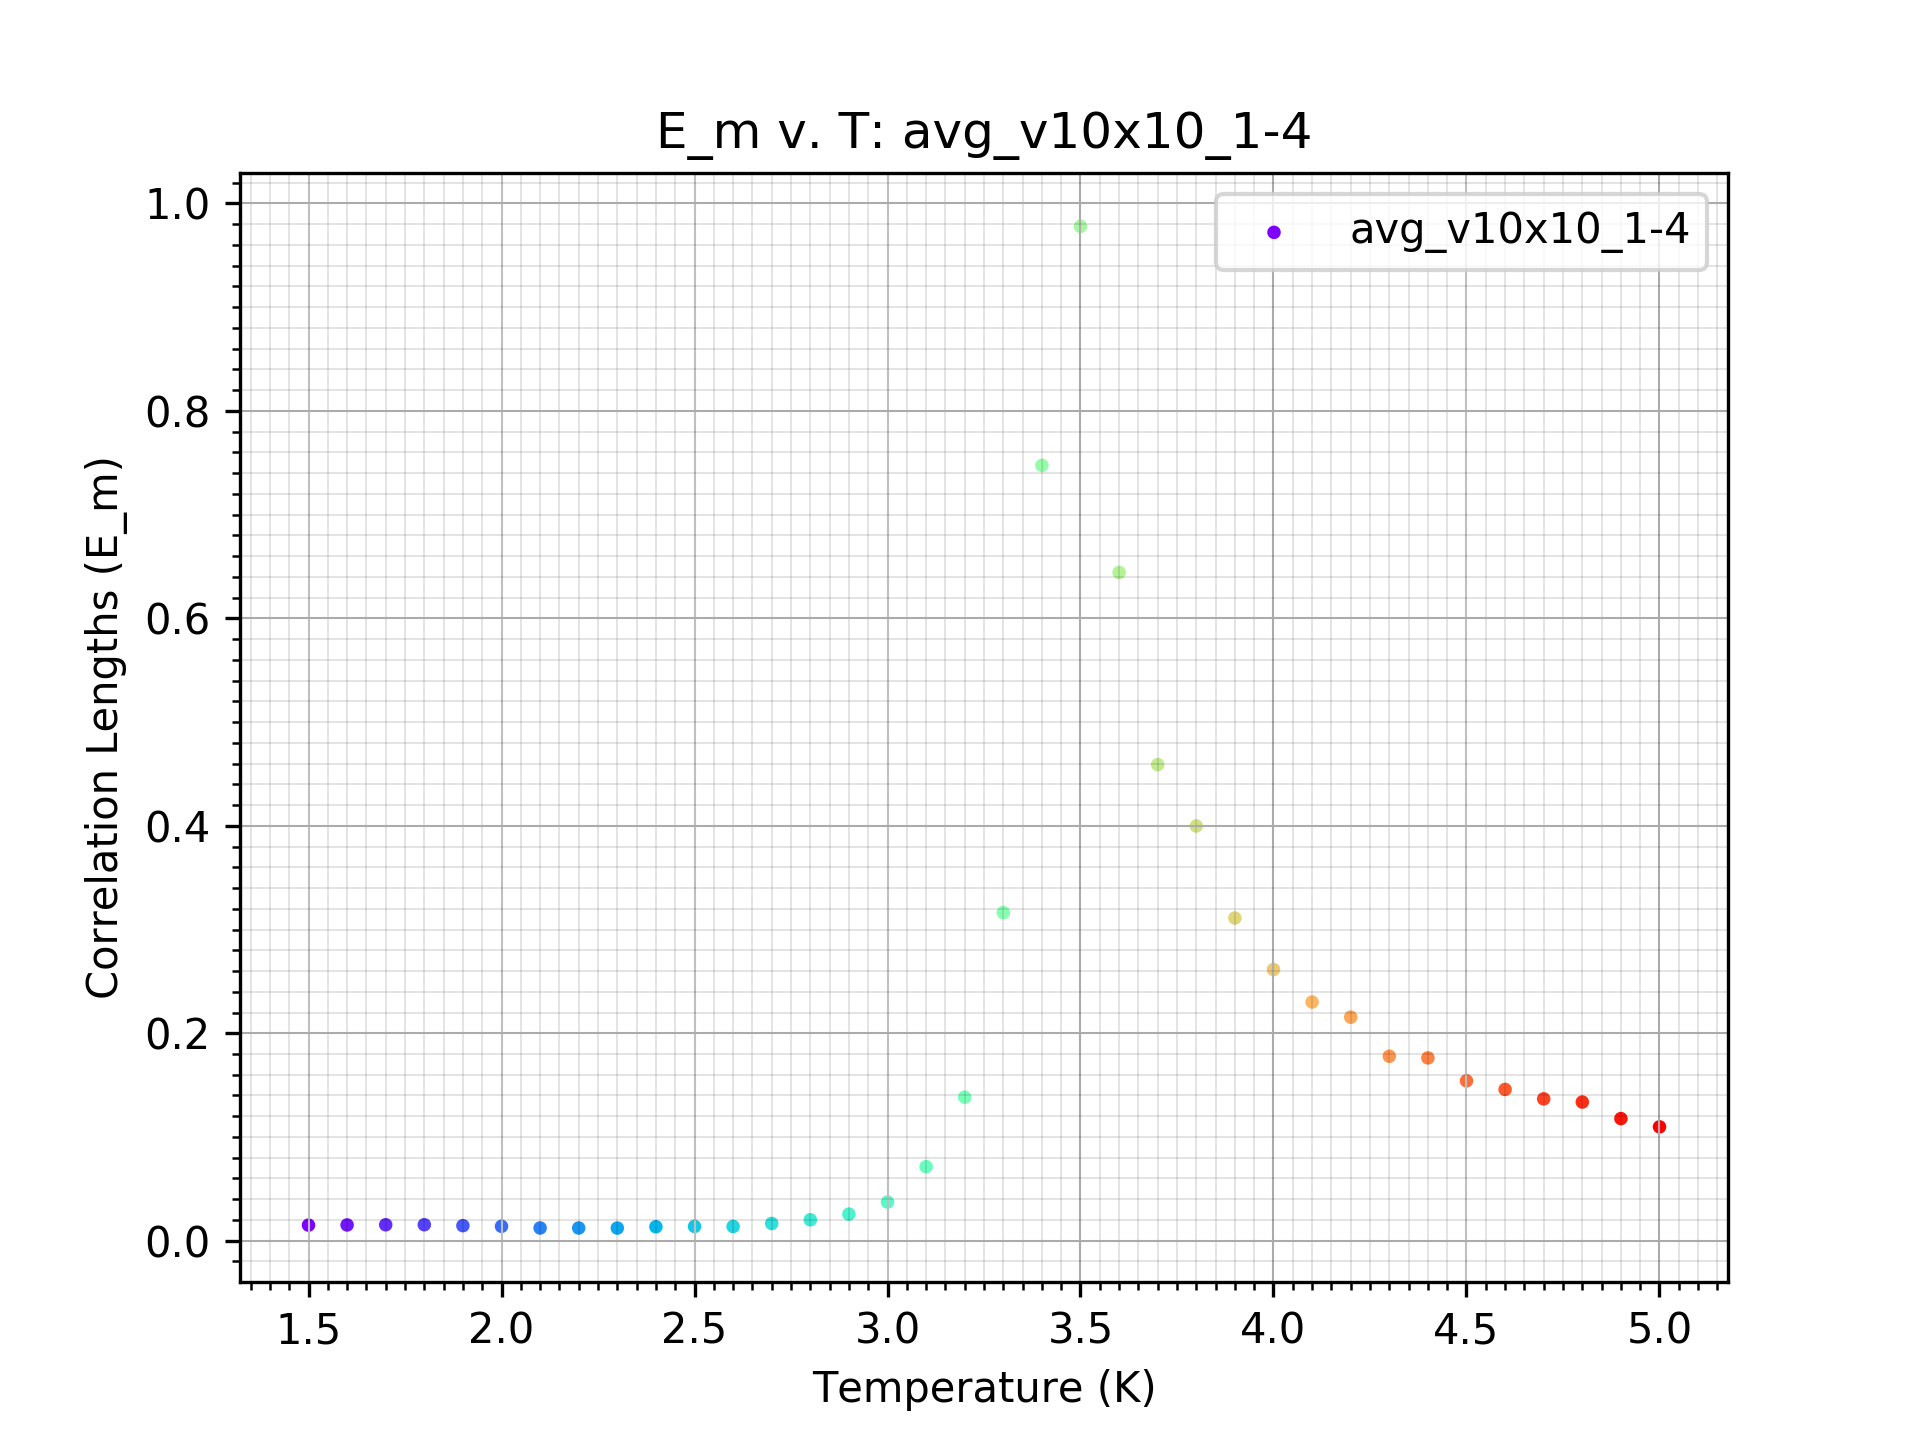 E_m v. T: avg_v10x10_1-4
avg_v10x10_1-4
Correlation Lengths (E_m)
1.0
0.8
0.6
0.4
0.2
0.0
1.5 2.0 2.5 3.0 3.5 4.0 4.5 5.0
Temperature (K)